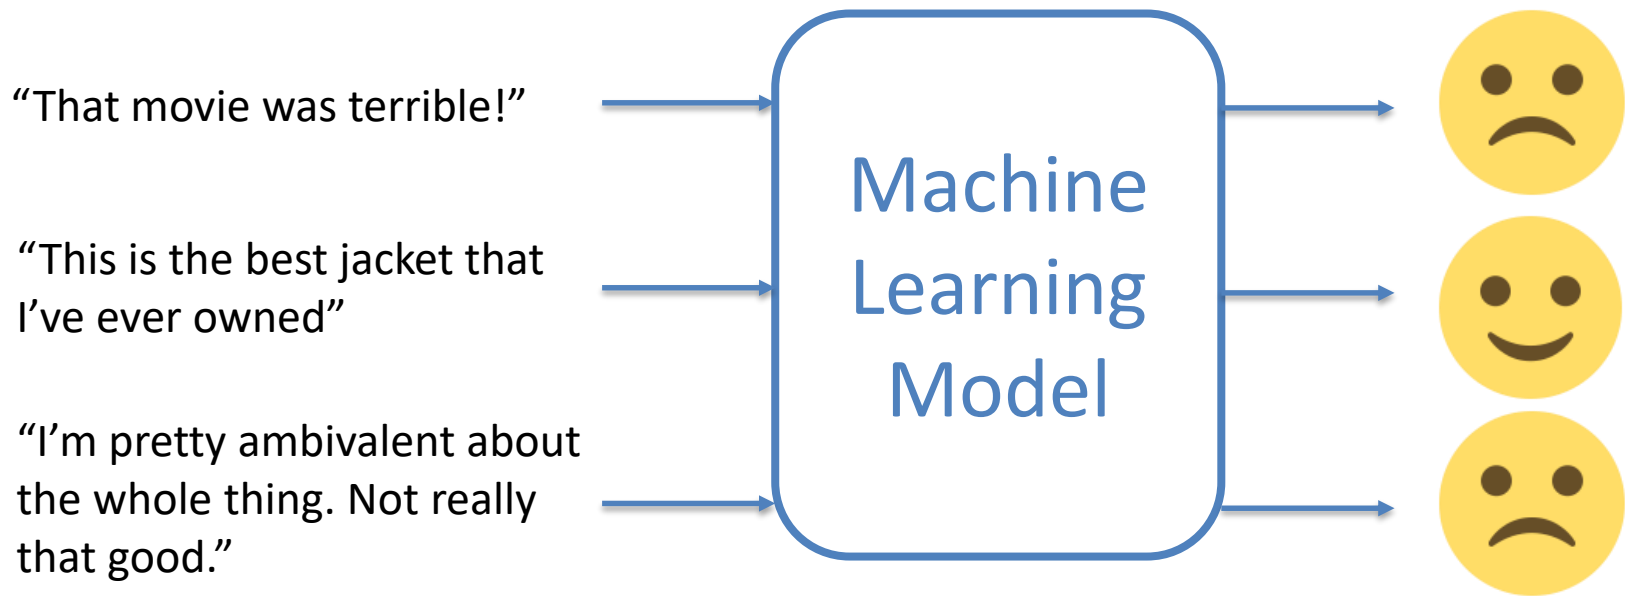 “That movie was terrible!”
“This is the best jacket that
I’ve ever owned”
“I’m pretty ambivalent about
the whole thing. Not really
that good.”
Machine
Learning
Model